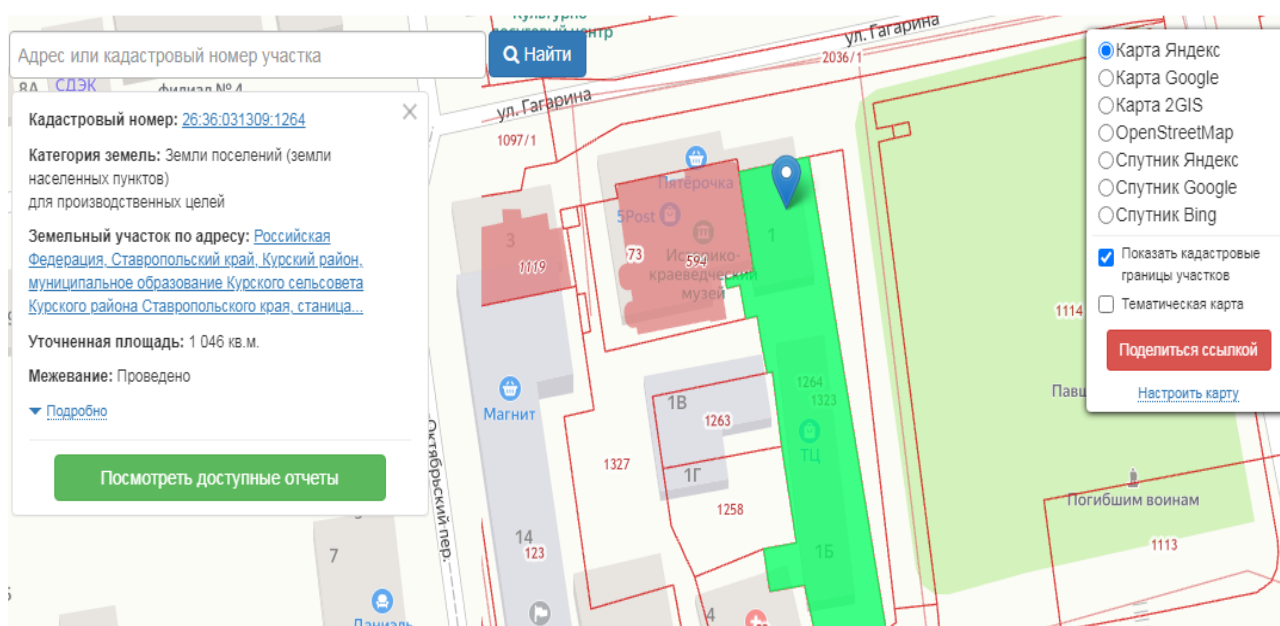 Адрес или кадастровый номер участка
Найти
8А СДЭК
филиал № 4
Кадастровый номер: 26:36:031309:1264
Категория земель: Земли поселений (земли
населенных пунктов)
для производственных целей
Земельный участок по адресу: Российская
Федерация, Ставропольский край, Курский район,
муниципальное образование Курского сельсовета
Курского района Ставропольского края, станица...
Уточненная площадь: 1 046 кв.м.
Межевание: Проведено
Подробно
Посмотреть доступные отчеты
ул. Гагарина
2036/1
ул. Гагарина
1097/1
Пятёрочка
5Post
1
3
1119
73
594
Историко-
краеведческий
музей
1114
1264
1323
Магнит
1В
1263
ТЦ
1327
1Г
1258
Октябрьский пер.
Погибшим воинам
14
123
1Б
1113
7
4
Даниэль
Карта Яндекс
Карта Google
Карта 2GIS
OpenStreetMap
Спутник Яндекс
Спутник Google
Спутник Bing
Показать кадастровые
границы участков
Тематическая карта
Поделиться ссылкой
Настроить карту